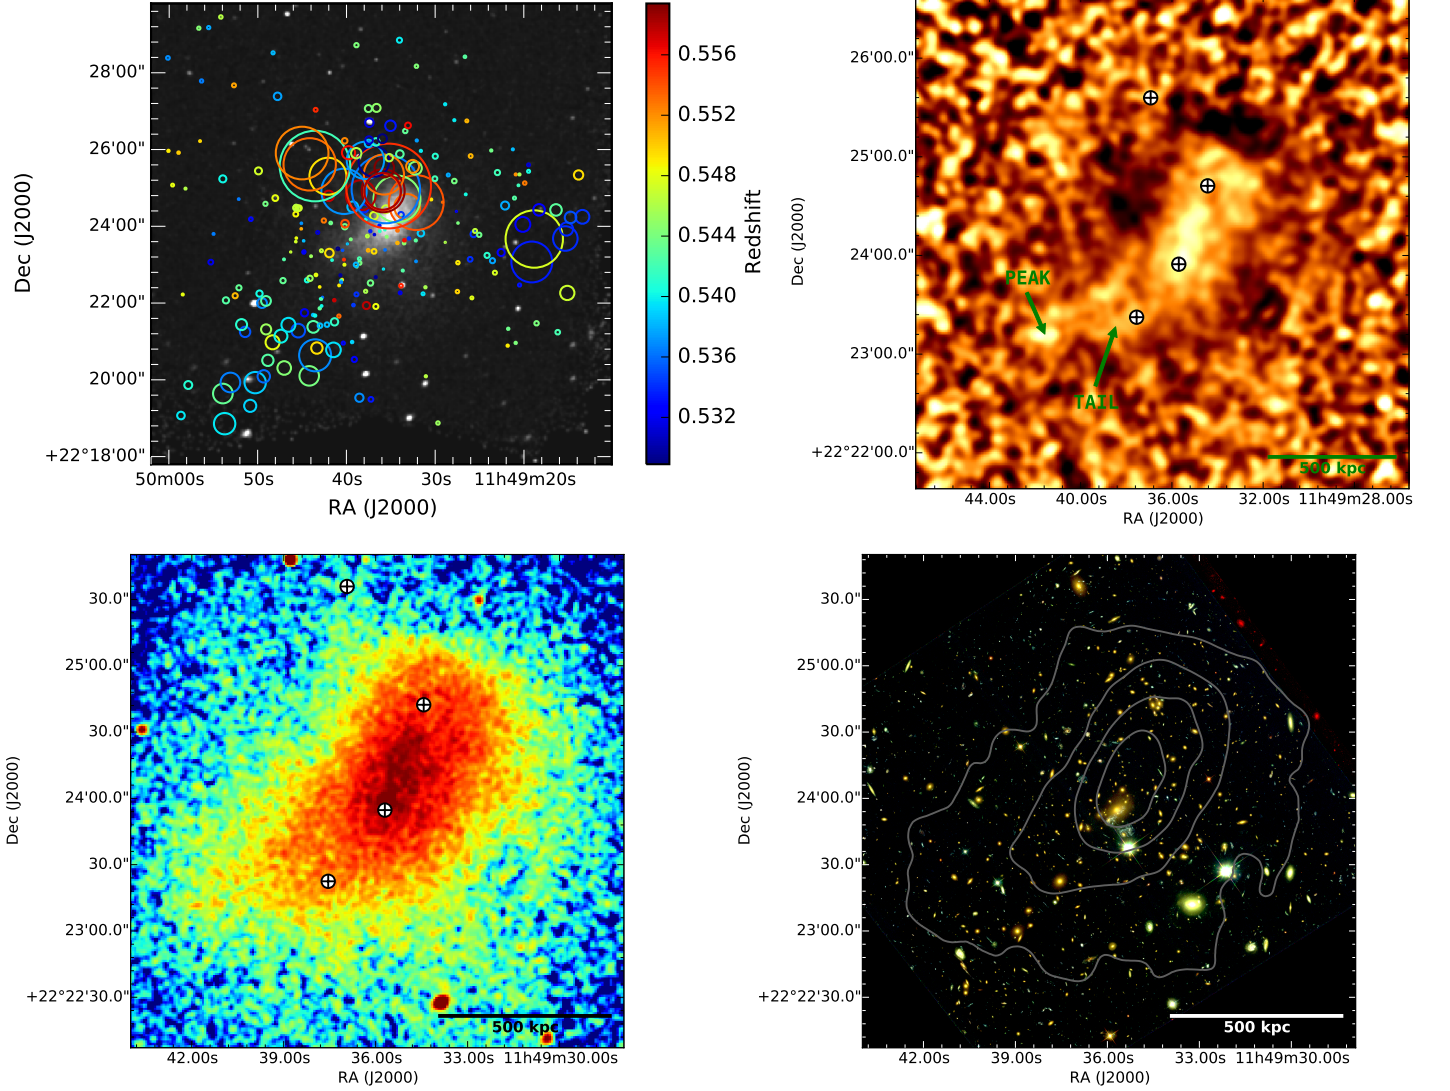 28'00"
26'00"
24'00"
22'00"
20'00"
+22°18'00"
Dec (J2000)
50m00s 50s 40s 30s 11h49m20s
RA (J2000)
0.556
0.552
0.548
0.544
0.540
0.536
0.532
Redshift
26'00.0"
25'00.0"
24'00.0"
23'00.0"
+22°22'00.0"
Dec (J2000)
PEAK
TAIL
500 kpc
44.00s 40.00s 36.00s 32.00s 11h49m28.00s
RA (J2000)
30.0"
25'00.0"
30.0"
24'00.0"
30.0"
23'00.0"
+22°22'30.0"
Dec (J2000)
500 kpc
42.00s 39.00s 36.00s 33.00s 11h49m30.00s
RA (J2000)
30.0"
25'00.0"
30.0"
24'00.0"
30.0"
23'00.0"
+22°22'30.0"
Dec (J2000)
500 kpc
42.00s 39.00s 36.00s 33.00s 11h49m30.00s
RA (J2000)